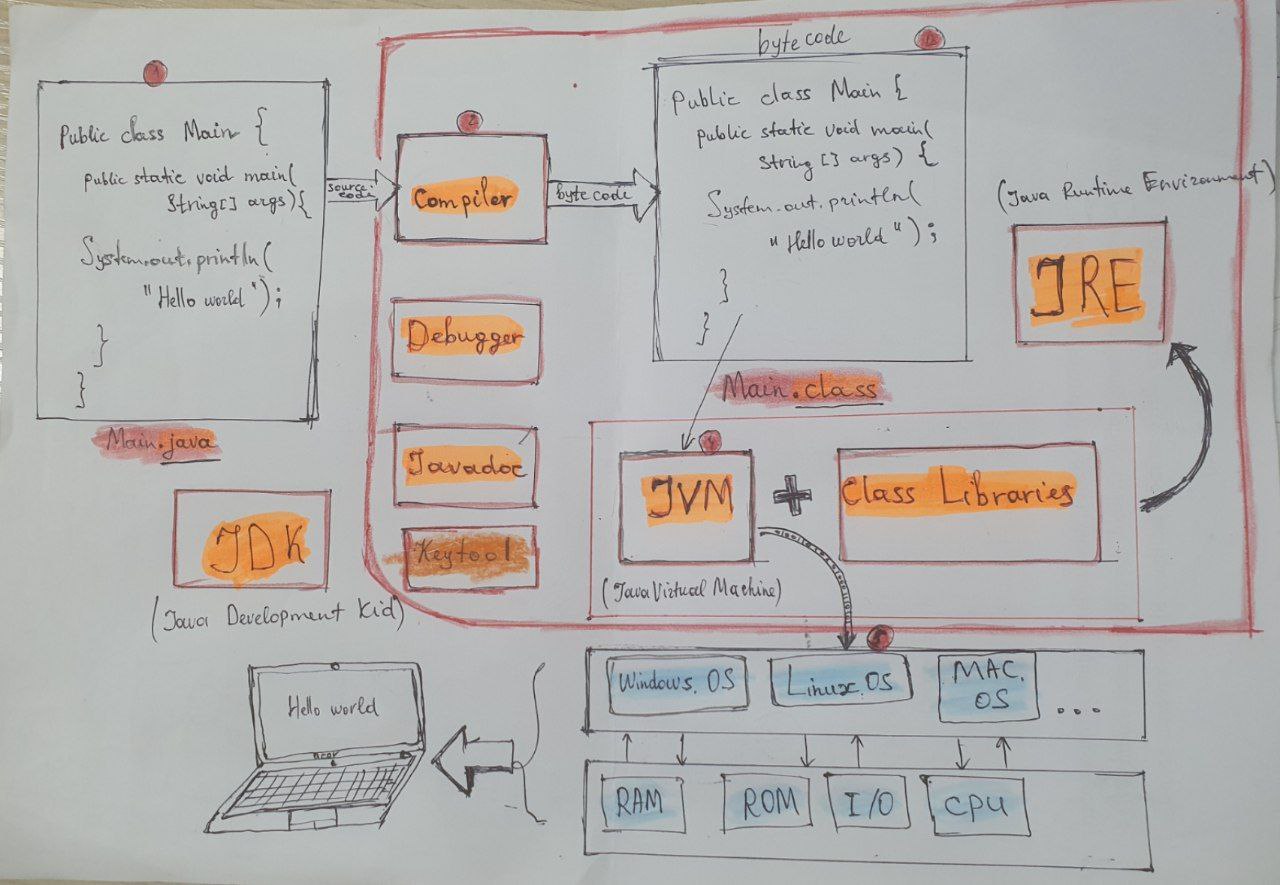 1
Public class Main {
public static void main(
String[] args){
System.out.println(
"Hello world");
}
}
Main.java
source code
2
Compiler
byte code
Debugger
Javadoc
Keytool
byte code
Public class Main {
public static void main(
String [] args) {
System.out.println(
"Hello world");
}
}
Main.class
(Java Runtime Environment)
JRE
4
JVM
+
Class Libraries
(Java Virtual Machine)
JDK
(Java Development Kid)
5
Windows.OS
Linux.OS
MAC.
OS
...
RAM
ROM
I/O
CPU
Hello world
acer